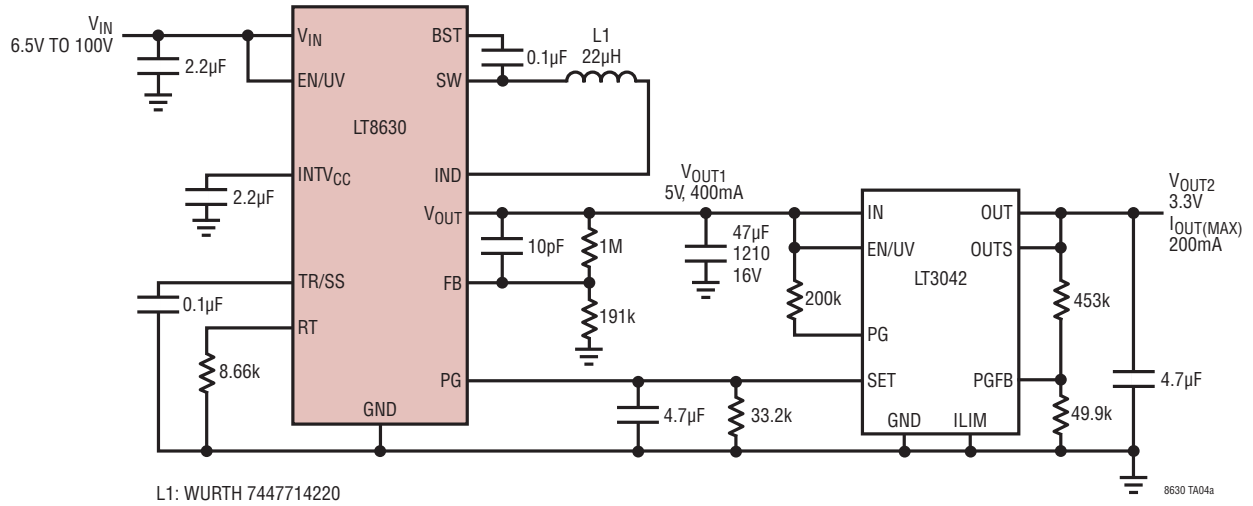 VIN
6.5V TO 100V
2.2µF
VIN
EN/UV
INTVCC
2.2µF
TR/SS
0.1µF
RT
8.66k
GND
LT8630
BST
SW
IND
VOUT
FB
PG
0.1µF
L1
22µH
10pF
1M
191k
VOUT1
5V, 400mA
47µF
1210
16V
200k
4.7µF
33.2k
IN
EN/UV
LT3042
PG
SET
GND
ILIM
OUT
OUTS
PGFB
453k
49.9k
VOUT2
3.3V
IOUT(MAX)
200mA
4.7µF
L1: WURTH 7447714220
8630 TA04a